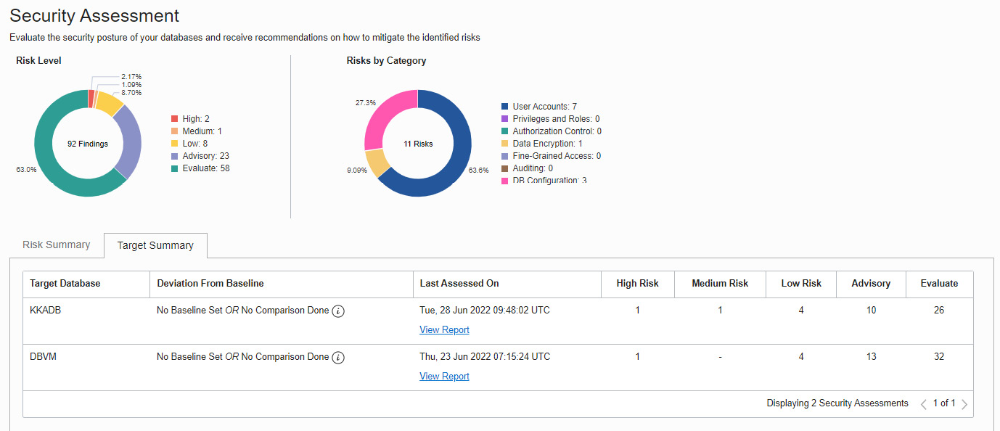 Security Assessment
Evaluate the security posture of your databases and receive recommendations on how to mitigate the identified risks
Risk Level
2.17%
1.09%
8.70%
63.0%
92 Findings
High: 2
Medium: 1
Low: 8
Advisory: 23
Evaluate: 58
Risks by Category
27.3%
9.09%
63.6%
11 Risks
User Accounts: 7
Privileges and Roles: 0
Authorization Control: 0
Data Encryption: 1
Fine-Grained Access: 0
Auditing: 0
DB Configuration: 3
Risk Summary Target Summary
Target Database Deviation From Baseline Last Assessed On High Risk Medium Risk Low Risk Advisory Evaluate
KKADB No Baseline Set OR No Comparison Done i Tue, 28 Jun 2022 09:48:02 UTC 1 1 4 10 26
View Report
DBVM No Baseline Set OR No Comparison Done i Thu, 23 Jun 2022 07:15:24 UTC 1 - 4 13 32
View Report
Displaying 2 Security Assessments 1 of 1